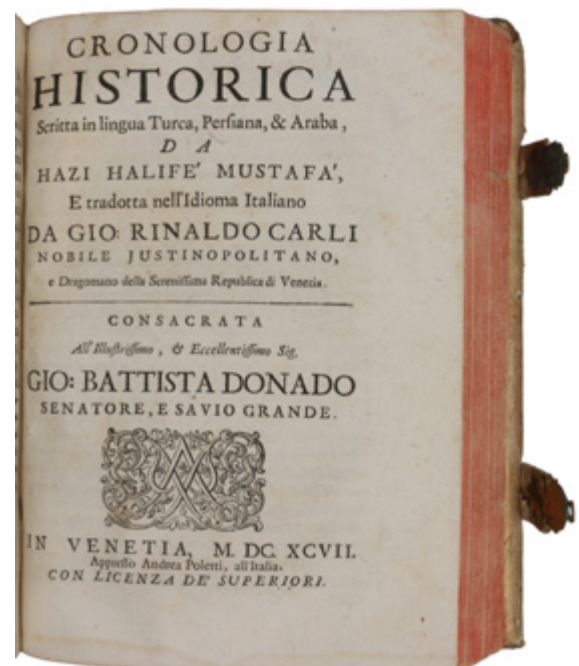 CRONOLOGIA
HISTORICA
Scritta in lingua Turca, Perſiana, & Araba,
DA
HAZI HALIFE' MUSTAFA',
E tradotta nell'Idioma Italiano
DA GIO: RINALDO CARLI
NOBILE JUSTINOPOLITANO,
e Dragomano della Sereniſſima Republica di Venetia.
CONSACRATA
All'Illuſtriſſimo, & Eccellentiſſimo Sig.
GIO: BATTISTA DONADO
SENATORE, E SAVIO GRANDE.
IN VENETIA, M. DC. XCVII.
Appreſſo Andrea Poletti, all'Italia.
CON LICENZA DE' SUPERIORI.